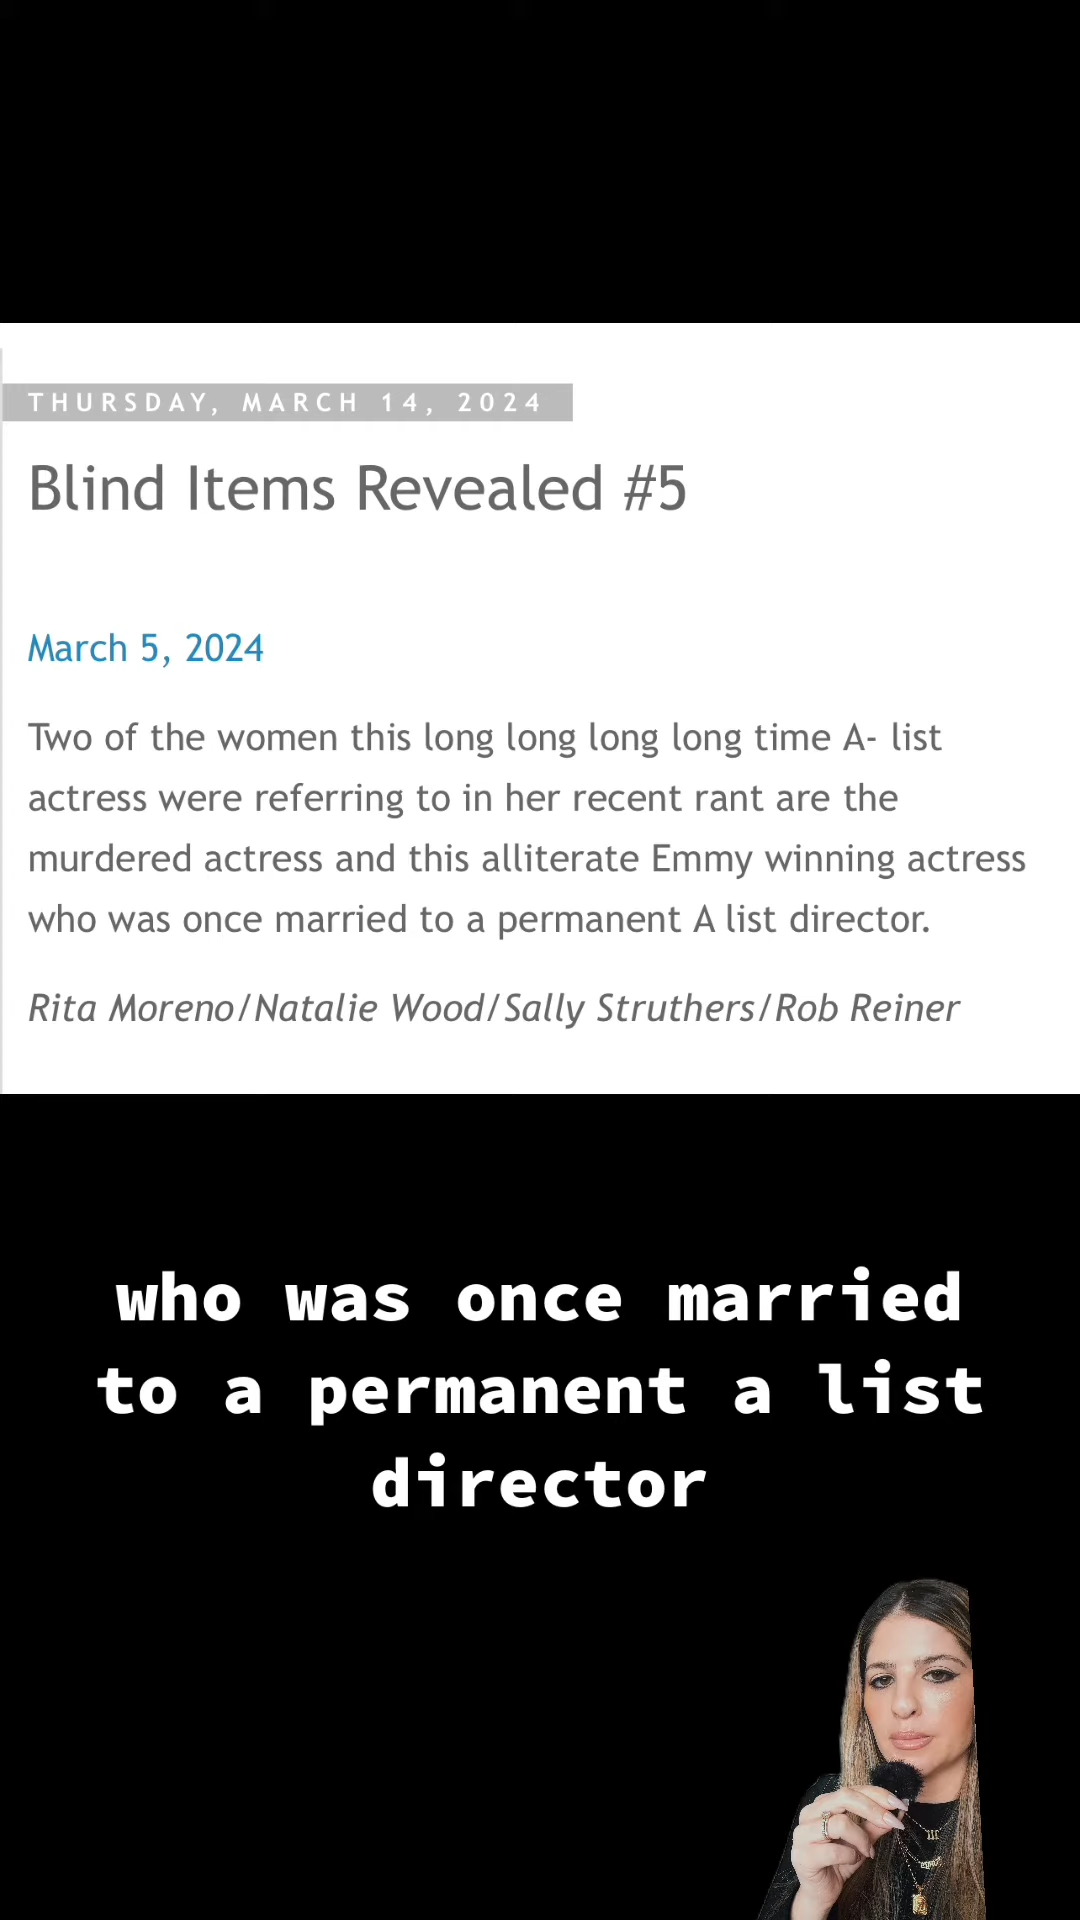 THURSDAY, MARCH 14, 2024
Blind Items Revealed #5
March 5, 2024
Two of the women this long long long long time A- list
actress were referring to in her recent rant are the
murdered actress and this alliterate Emmy winning actress
who was once married to a permanent A list director.
Rita Moreno/Natalie Wood/Sally Struthers/Rob Reiner
who was once married
to a permanent a list
director